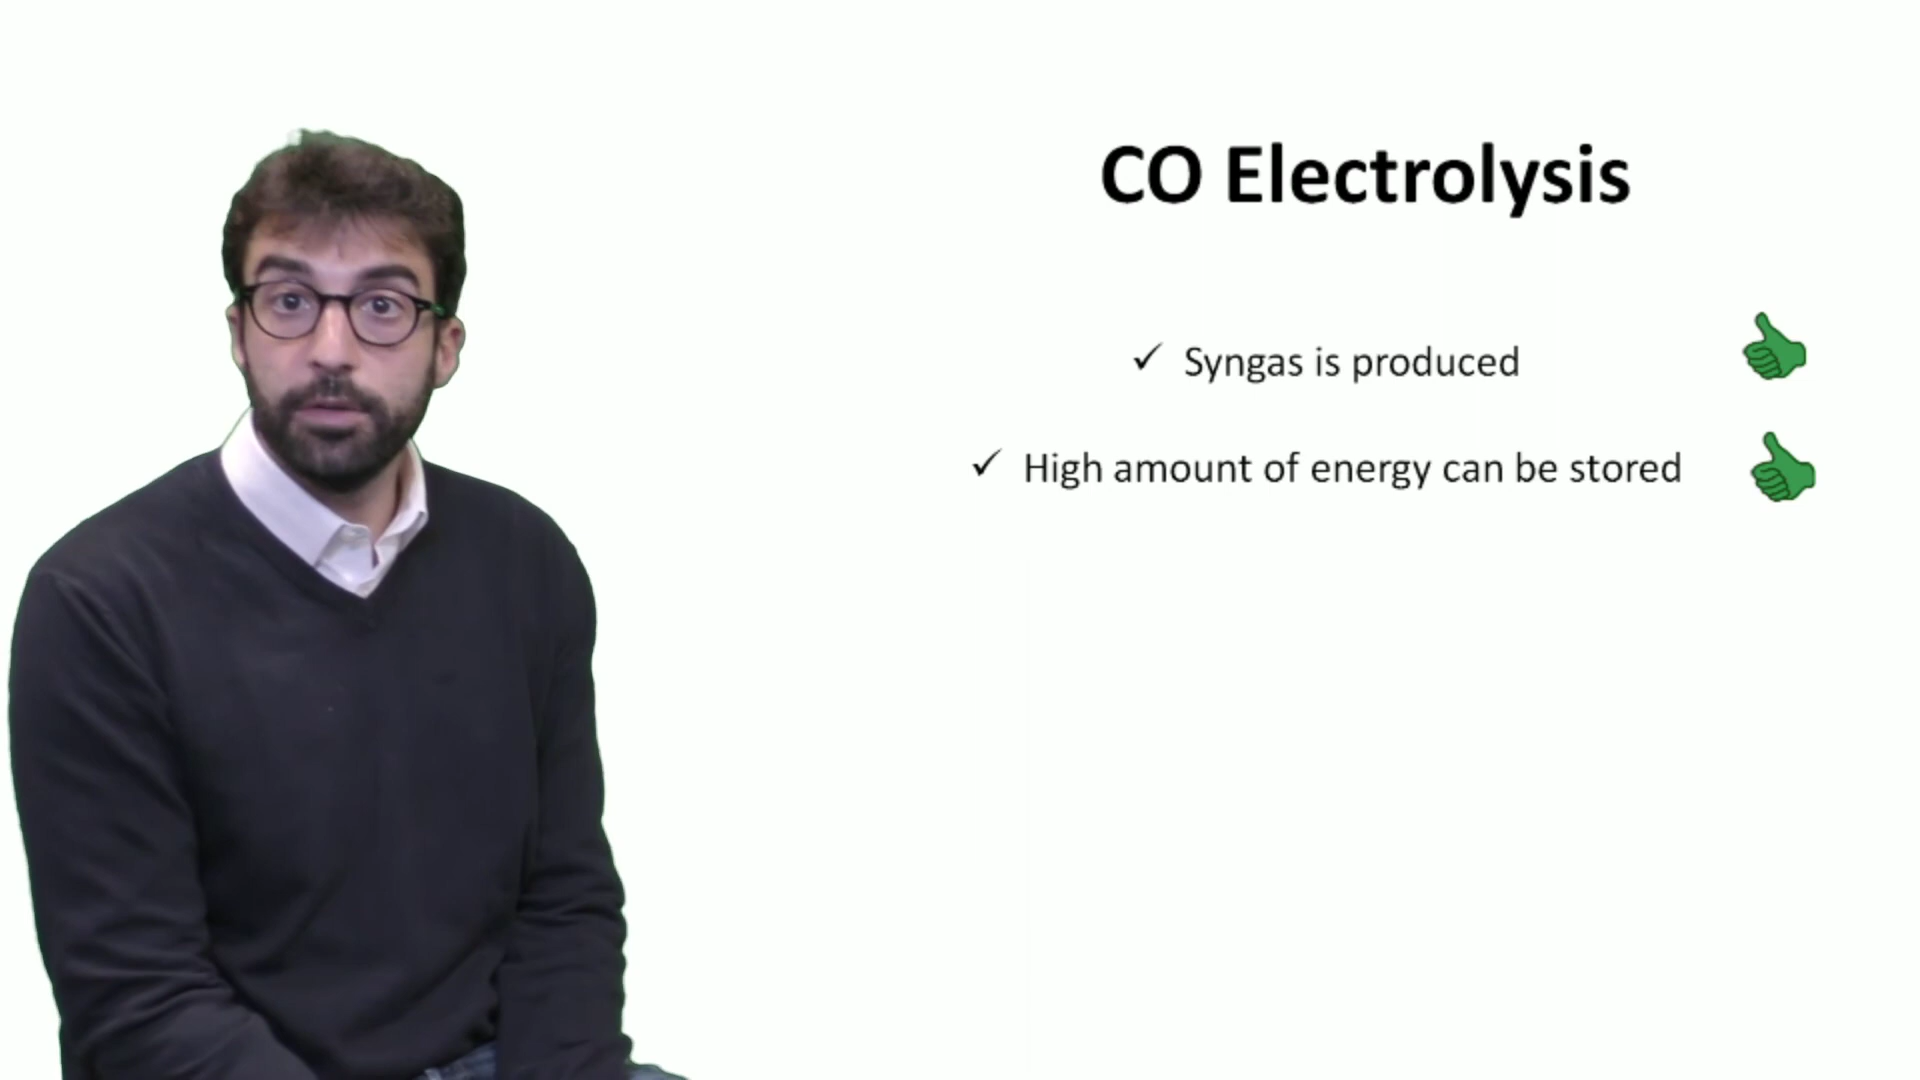 CO Electrolysis
✓ Syngas is produced
✓ High amount of energy can be stored